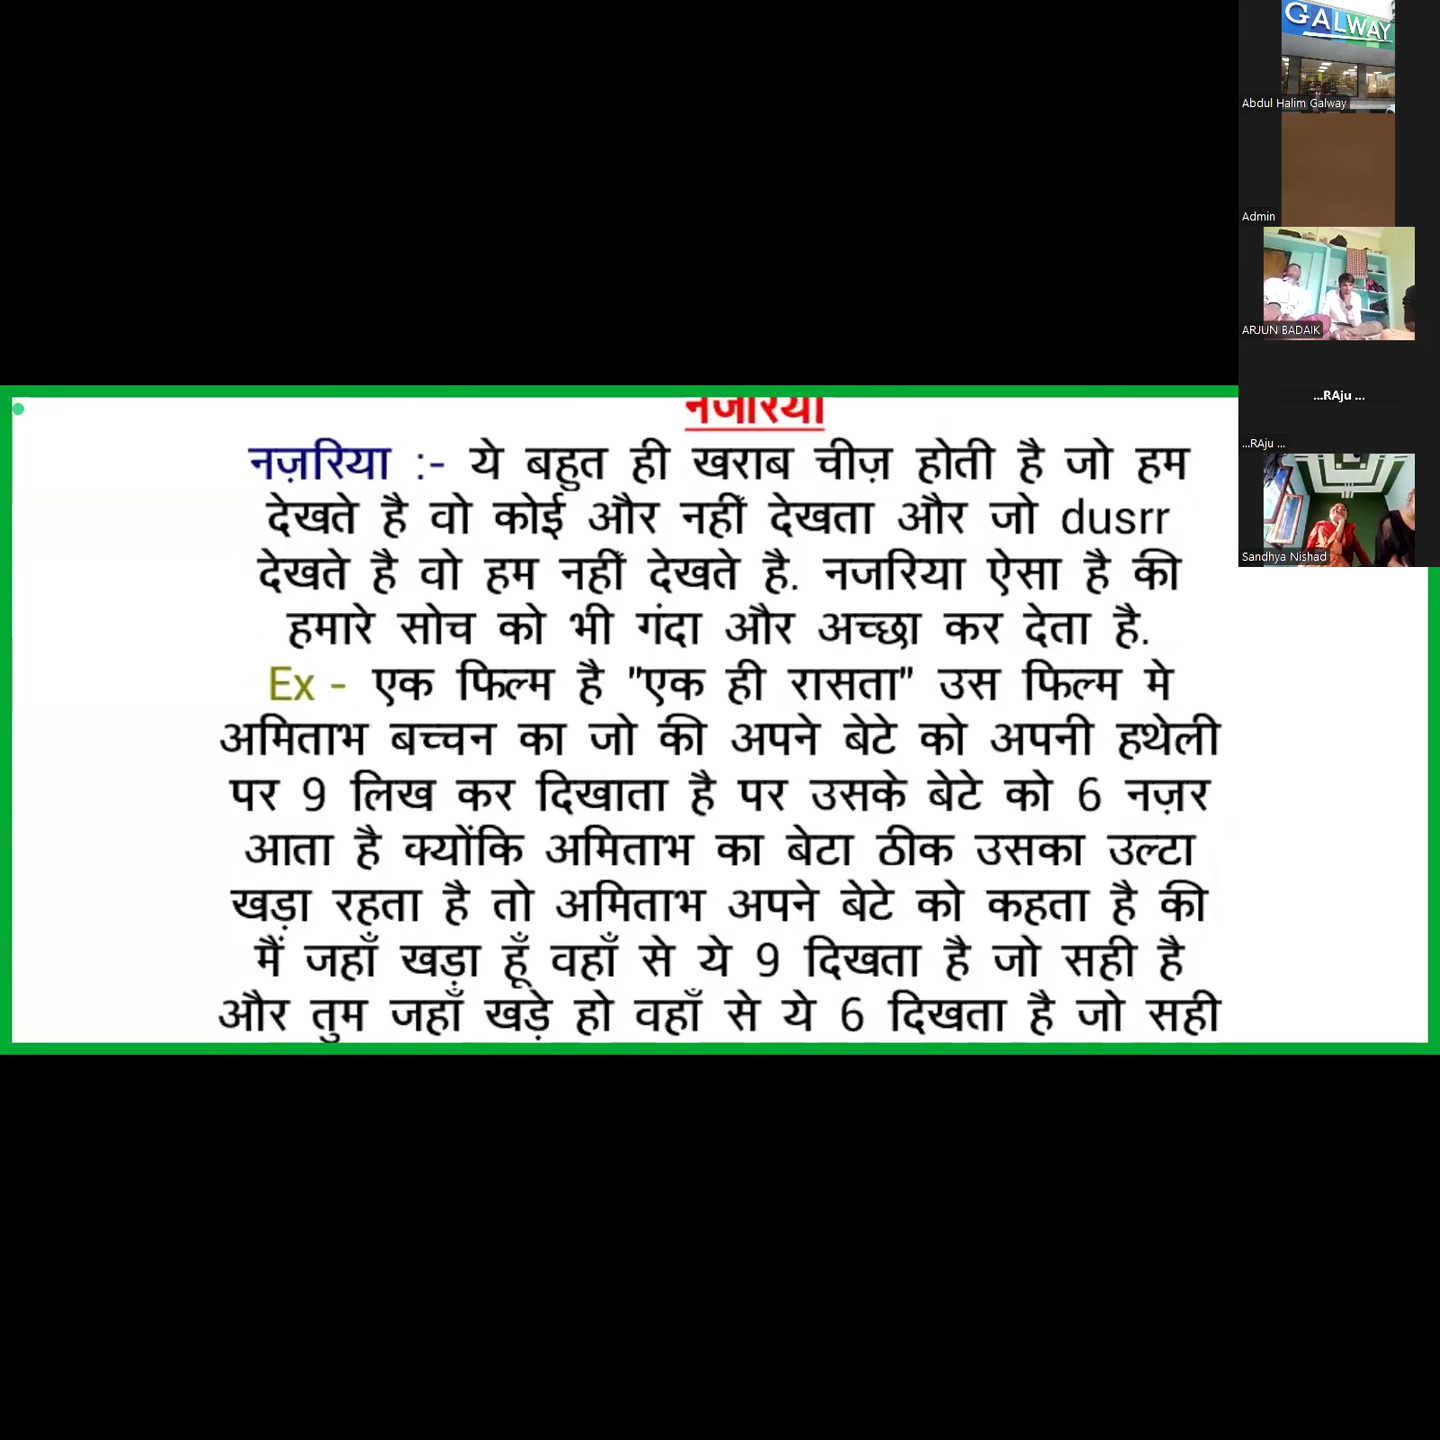 GALWAY
Abdul Halim Galway
Admin
ARJUN BADAIK
...RAju ...
...RAju ...
Sandhya Nishad
नजरिया
नज़रिया :- ये बहुत ही खराब चीज़ होती है जो हम
देखते है वो कोई और नहीं देखता और जो dusrr
देखते है वो हम नहीं देखते है. नजरिया ऐसा है की
हमारे सोच को भी गंदा और अच्छा कर देता है.
Ex - एक फिल्म है "एक ही रासता" उस फिल्म मे
अमिताभ बच्चन का जो की अपने बेटे को अपनी हथेली
पर 9 लिख कर दिखाता है पर उसके बेटे को 6 नज़र
आता है क्योंकि अमिताभ का बेटा ठीक उसका उल्टा
खड़ा रहता है तो अमिताभ अपने बेटे को कहता है की
मैं जहाँ खड़ा हूँ वहाँ से ये 9 दिखता है जो सही है
और तुम जहाँ खड़े हो वहाँ से ये 6 दिखता है जो सही